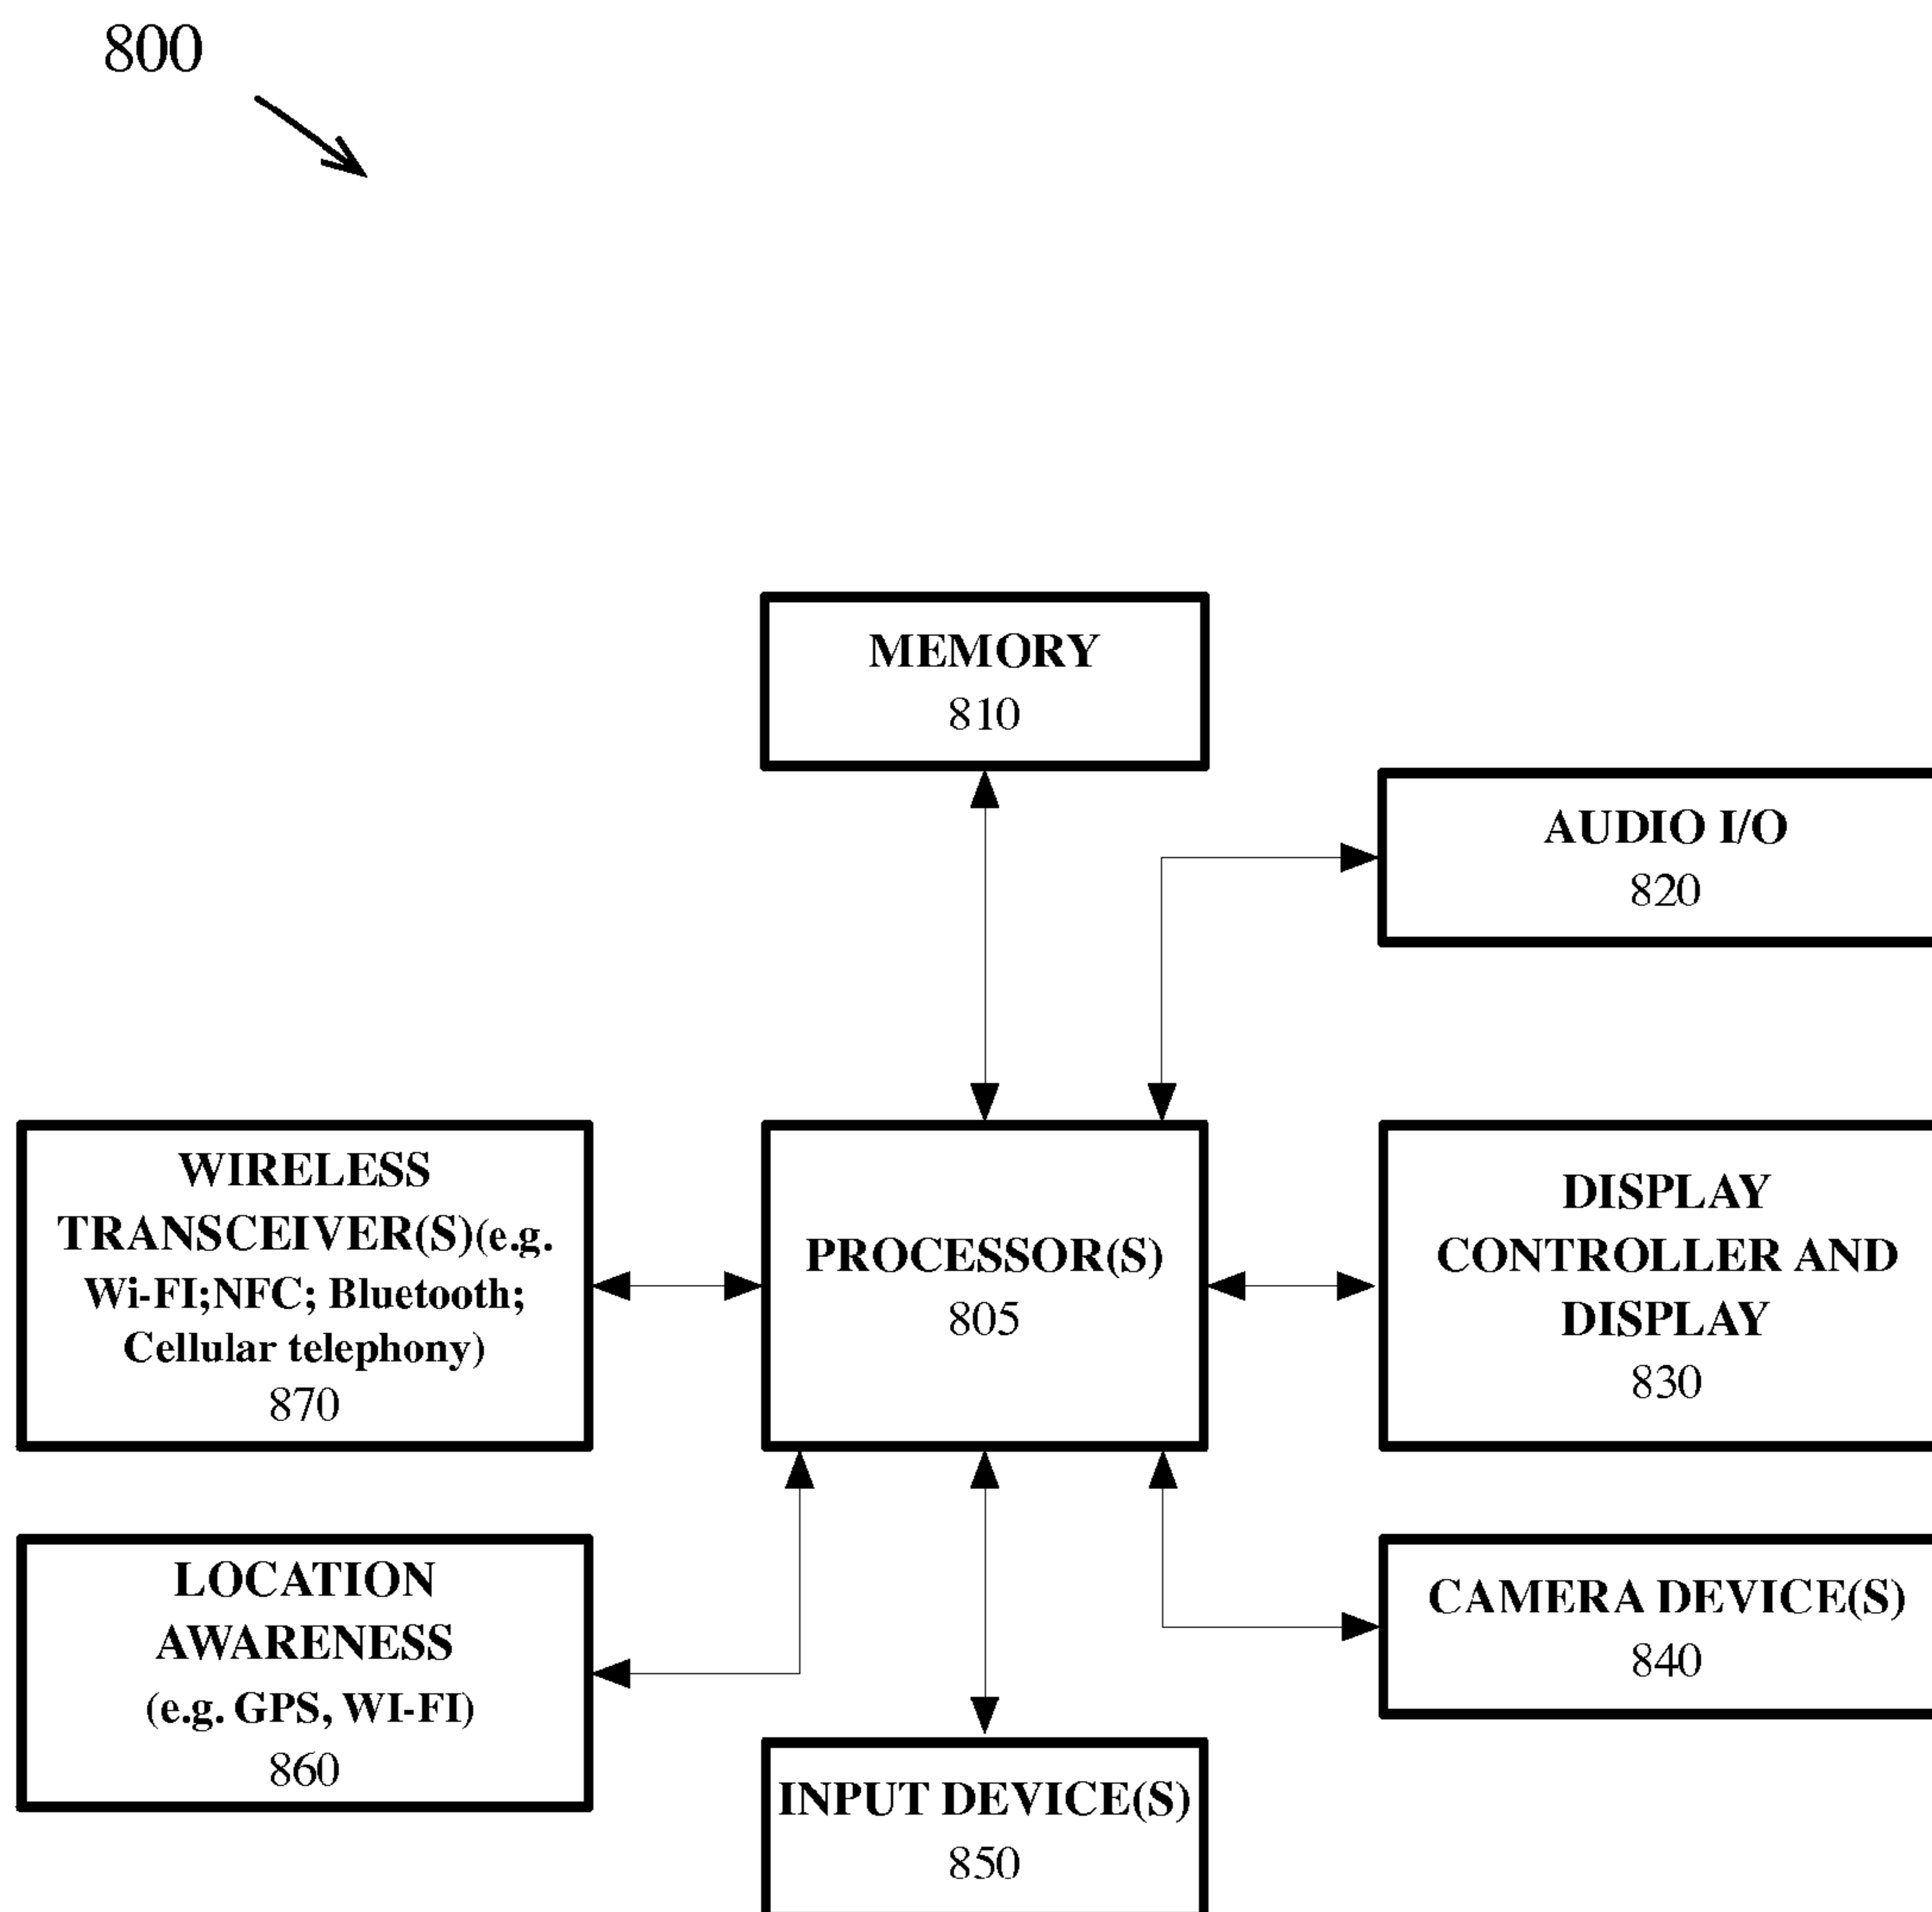 800
MEMORY
810
AUDIO I/O
820
WIRELESS
TRANSCEIVER(S)(e.g.
Wi-FI;NFC; Bluetooth;
Cellular telephony)
870
PROCESSOR(S)
805
DISPLAY
CONTROLLER AND
DISPLAY
830
LOCATION
AWARENESS
(e.g. GPS, WI-FI)
860
CAMERA DEVICE(S)
840
INPUT DEVICE(S)
850